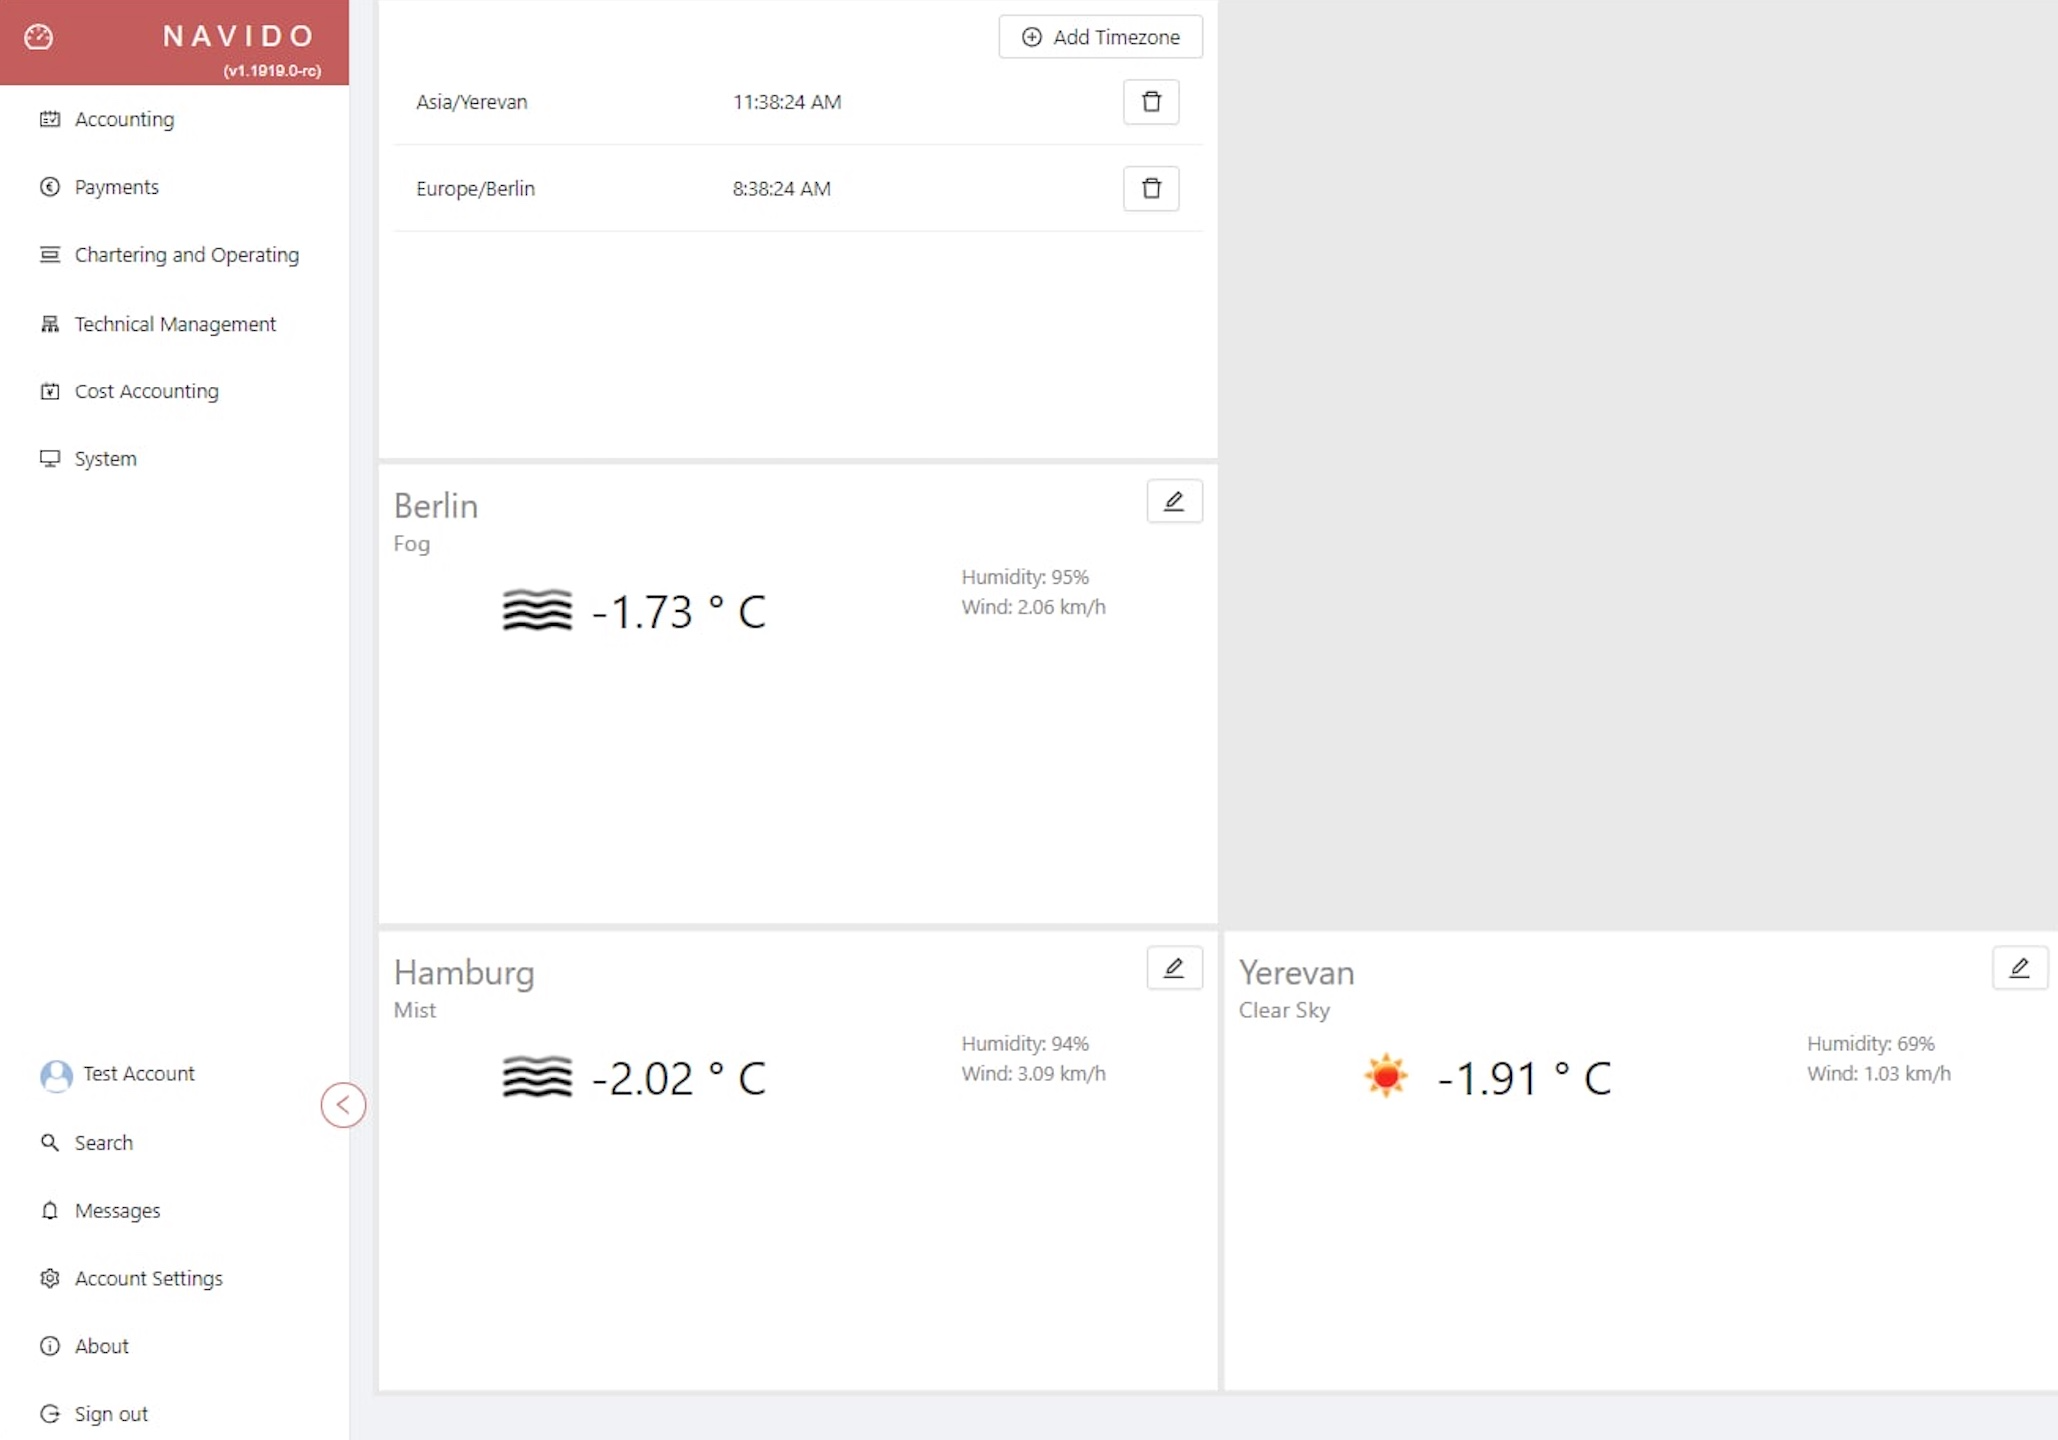 NAVIDO
(v1.1919.0-rc)
Accounting
Payments
Chartering and Operating
Technical Management
Cost Accounting
System
Test Account
Search
Messages
Account Settings
About
Sign out
Add Timezone
Asia/Yerevan 11:38:24 AM
Europe/Berlin 8:38:24 AM
Berlin
Fog
-1.73 ° C
Humidity: 95%
Wind: 2.06 km/h
Hamburg
Mist
-2.02 ° C
Humidity: 94%
Wind: 3.09 km/h
Yerevan
Clear Sky
-1.91 ° C
Humidity: 69%
Wind: 1.03 km/h